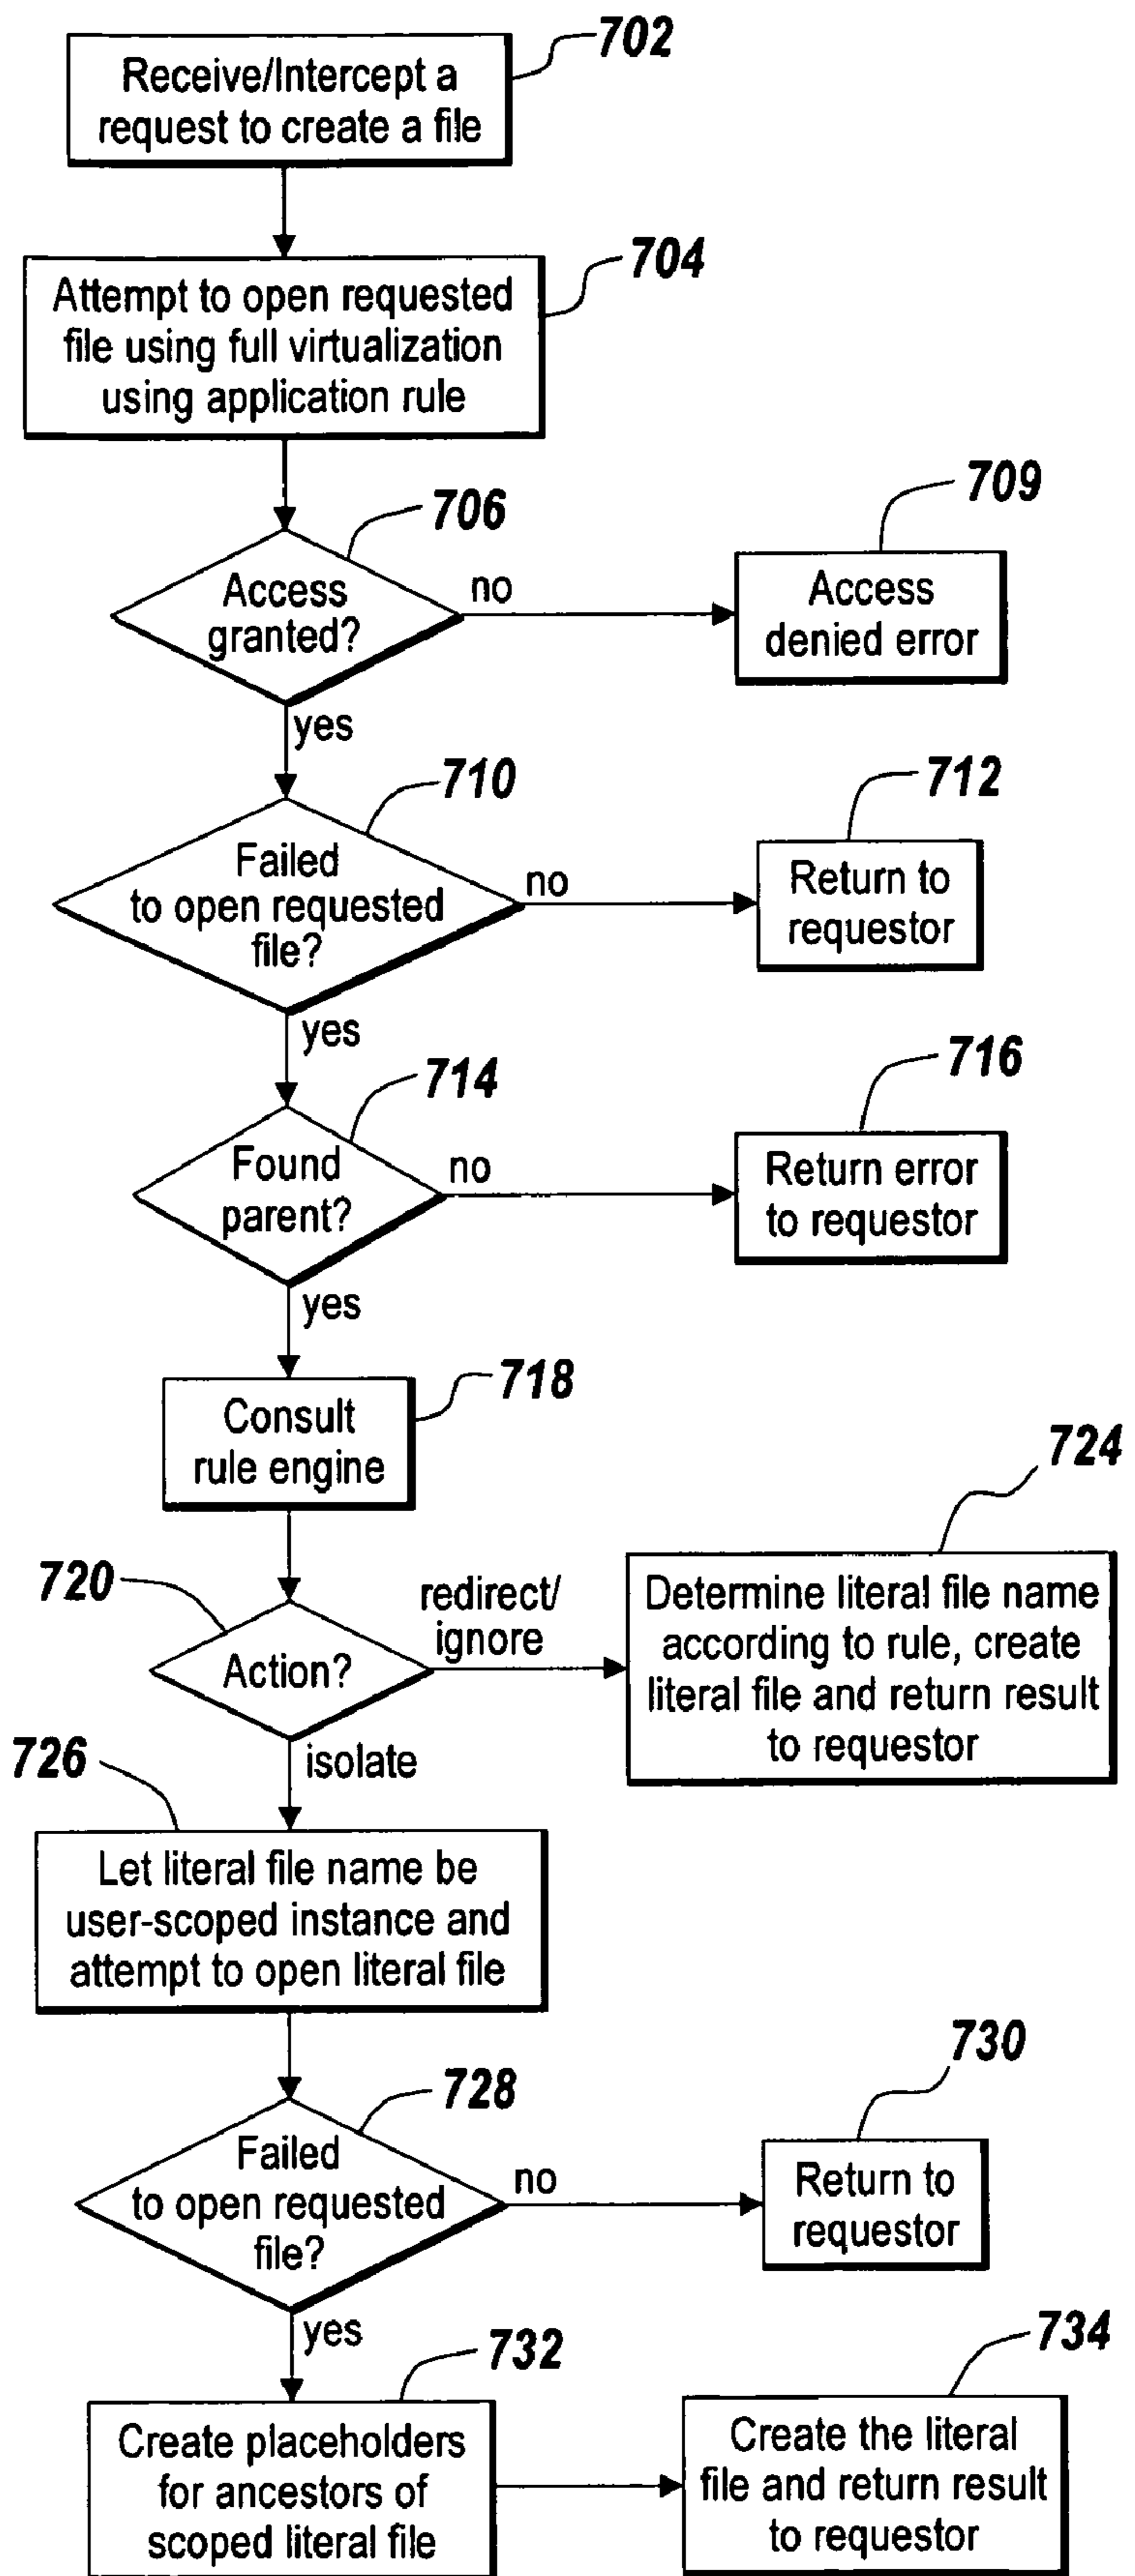 702
Receive/Intercept a
request to create a file
704
Attempt to open requested
file using full virtualization
using application rule
706
709
Access
granted?
no
Access
denied error
yes
710
712
Failed
to open requested
file?
no
Return to
requestor
yes
714
716
Found
parent?
no
Return error
to requestor
yes
718
Consult
rule engine
724
720
Action?
redirect/
ignore
Determine literal file name
according to rule, create
literal file and return result
to requestor
726
isolate
Let literal file name be
user-scoped instance and
attempt to open literal file
730
728
Failed
to open requested
file?
no
Return to
requestor
yes
732
734
Create placeholders
for ancestors of
scoped literal file
Create the literal
file and return result
to requestor